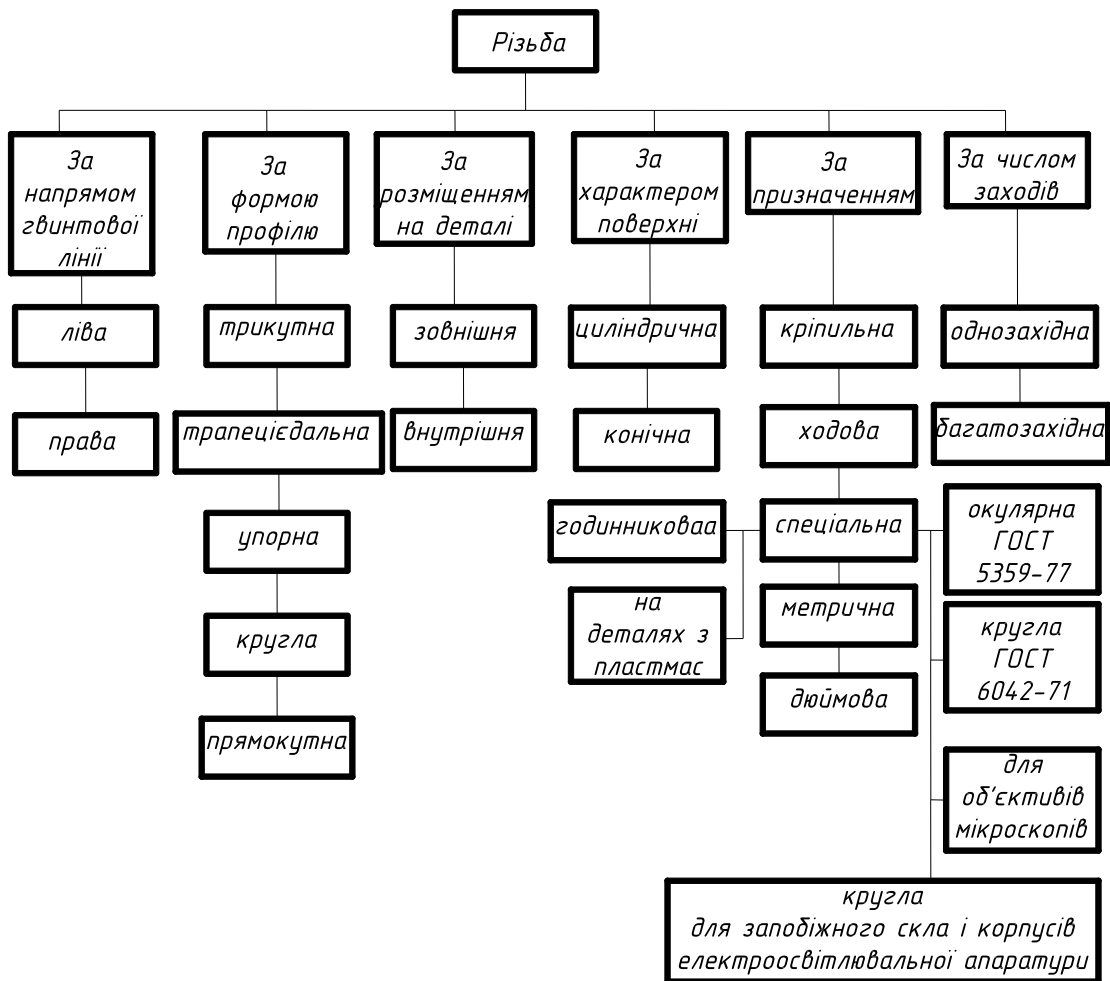 Різьба
За
напрямом
гвинтової
лінії
За
формою
профілю
За
розміщенням
на деталі
За
характером
поверхні
За
призначенням
За числом
заходів
ліва
трикутна
зовнішня
циліндрична
кріпильна
однозахідна
права
трапецієдальна
внутрішня
конічна
ходова
багатозахідна
упорна
годинниковаа
спеціальна
окулярна
ГОСТ
5359-77
на
деталях з
пластмас
метрична
кругла
кругла
ГОСТ
6042-71
дюймова
прямокутна
для
об'єктивів
мікроскопів
кругла
для запобіжного скла і корпусів
електроосвітлювальної апаратури